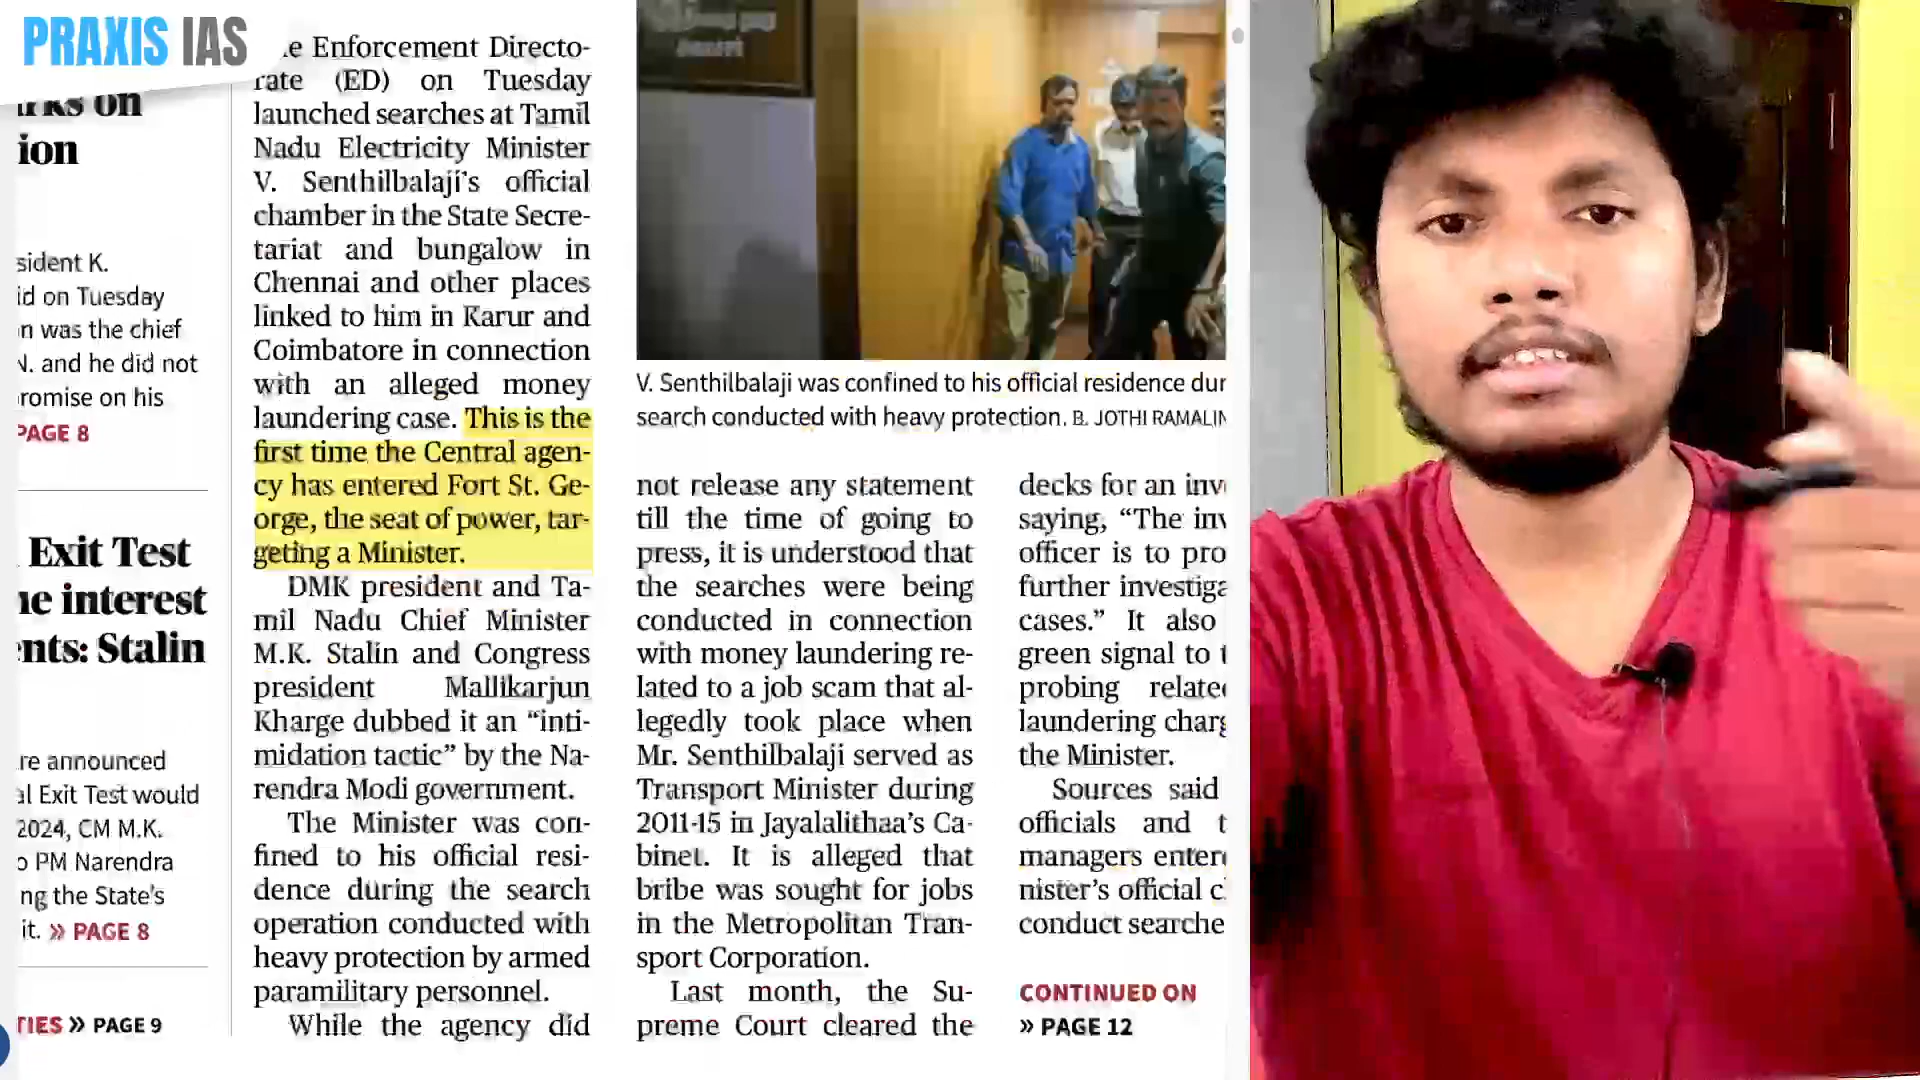 PRAXIS IAS
on
ion
sident K.
id on Tuesday
n was the chief
N. and he did not
romise on his
PAGE 8
Exit Test
ne interest
nts: Stalin
re announced
al Exit Test would
2024, CM M.K.
o PM Narendra
ng the State's
it. » PAGE 8
TIES » PAGE 9
e Enforcement Directo-
rate (ED) on Tuesday
launched searches at Tamil
Nadu Electricity Minister
V. Senthilbalaji's official
chamber in the State Secre-
tariat and bungalow in
Chennai and other places
linked to him in Karur and
Coimbatore in connection
with an alleged money
laundering case. This is the
first time the Central agen-
cy has entered Fort St. Ge-
orge, the seat of power, tar-
geting a Minister.
DMK president and Ta-
mil Nadu Chief Minister
M.K. Stalin and Congress
president Mallikarjun
Kharge dubbed it an “inti-
midation tactic” by the Na-
rendra Modi government.
The Minister was con-
fined to his official resi-
dence during the search
operation conducted with
heavy protection by armed
paramilitary personnel.
While the agency did
V. Senthilbalaji was confined to his official residence dur
search conducted with heavy protection. B. JOTHI RAMALIN
not release any statement
till the time of going to
press, it is understood that
the searches were being
conducted in connection
with money laundering re-
lated to a job scam that al-
legedly took place when
Mr. Senthilbalaji served as
Transport Minister during
2011-15 in Jayalalithaa's Ca-
binet. It is alleged that
bribe was sought for jobs
in the Metropolitan Tran-
sport Corporation.
Last month, the Su-
preme Court cleared the
decks for an inv
saying, “The inv
officer is to pro
further investiga
cases.” It also
green signal to t
probing relate
laundering charg
the Minister.
Sources said
officials and t
managers enter
nister's official c
conduct searche
CONTINUED ON
» PAGE 12